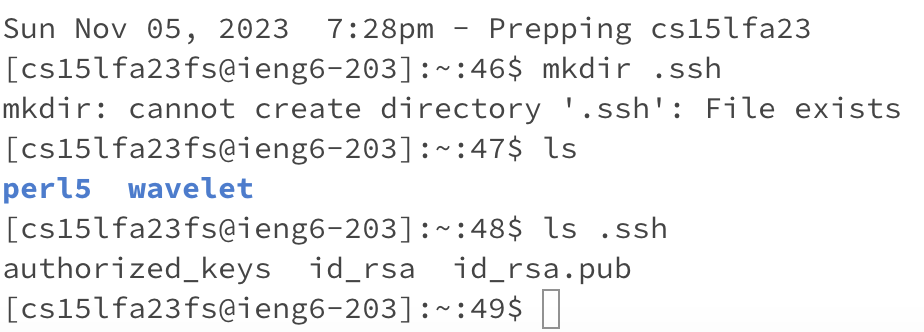 Sun Nov 05, 2023  7:28pm - Prepping cs15lfa23
[cs15lfa23fs@ieng6-203]:~:46$ mkdir .ssh
mkdir: cannot create directory '.ssh': File exists
[cs15lfa23fs@ieng6-203]:~:47$ ls
perl5  wavelet
[cs15lfa23fs@ieng6-203]:~:48$ ls .ssh
authorized_keys  id_rsa  id_rsa.pub
[cs15lfa23fs@ieng6-203]:~:49$